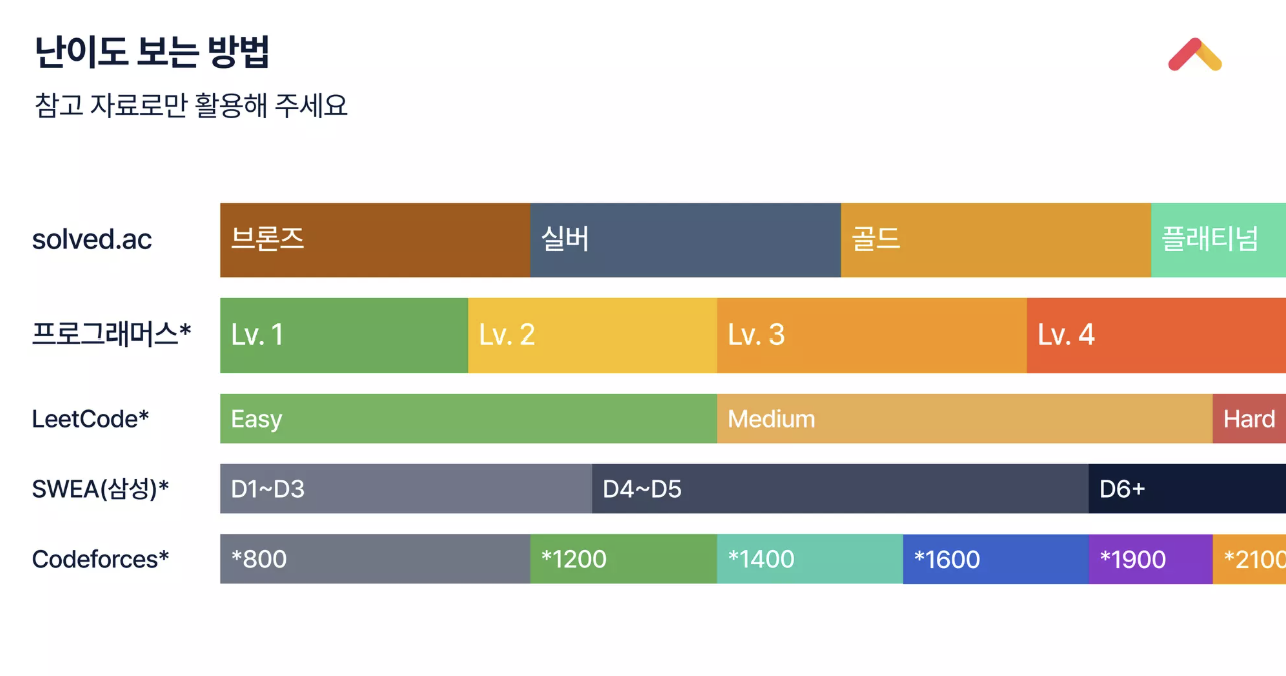 난이도 보는 방법
참고 자료로만 활용해 주세요
solved.ac 브론즈 실버 골드 플래티넘
프로그래머스* Lv. 1 Lv. 2 Lv. 3 Lv. 4
LeetCode* Easy Medium Hard
SWEA(삼성)* D1~D3 D4~D5 D6+
Codeforces* *800 *1200 *1400 *1600 *1900 *2100